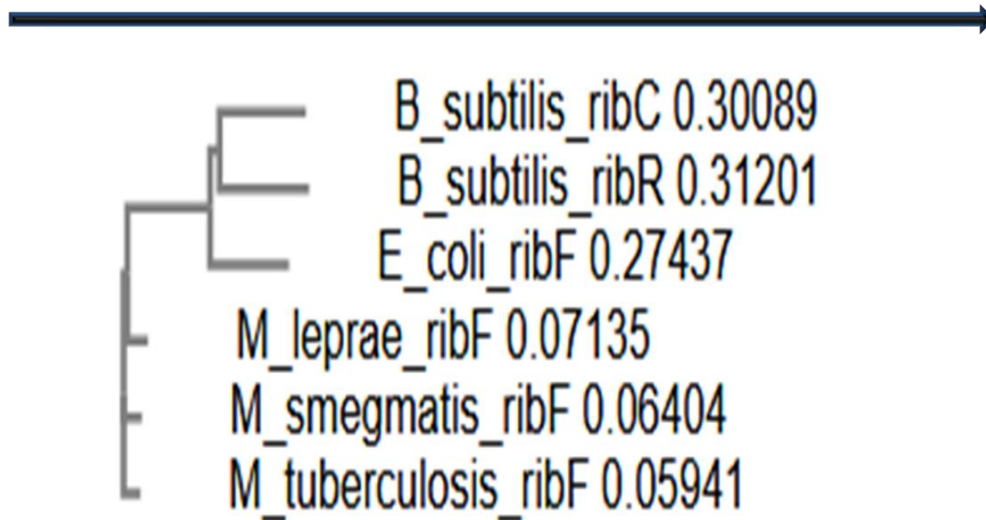 B_subtilis_ribC 0.30089
B_subtilis_ribR 0.31201
E_coli_ribF 0.27437
M_leprae_ribF 0.07135
M_smegmatis_ribF 0.06404
M_tuberculosis_ribF 0.05941